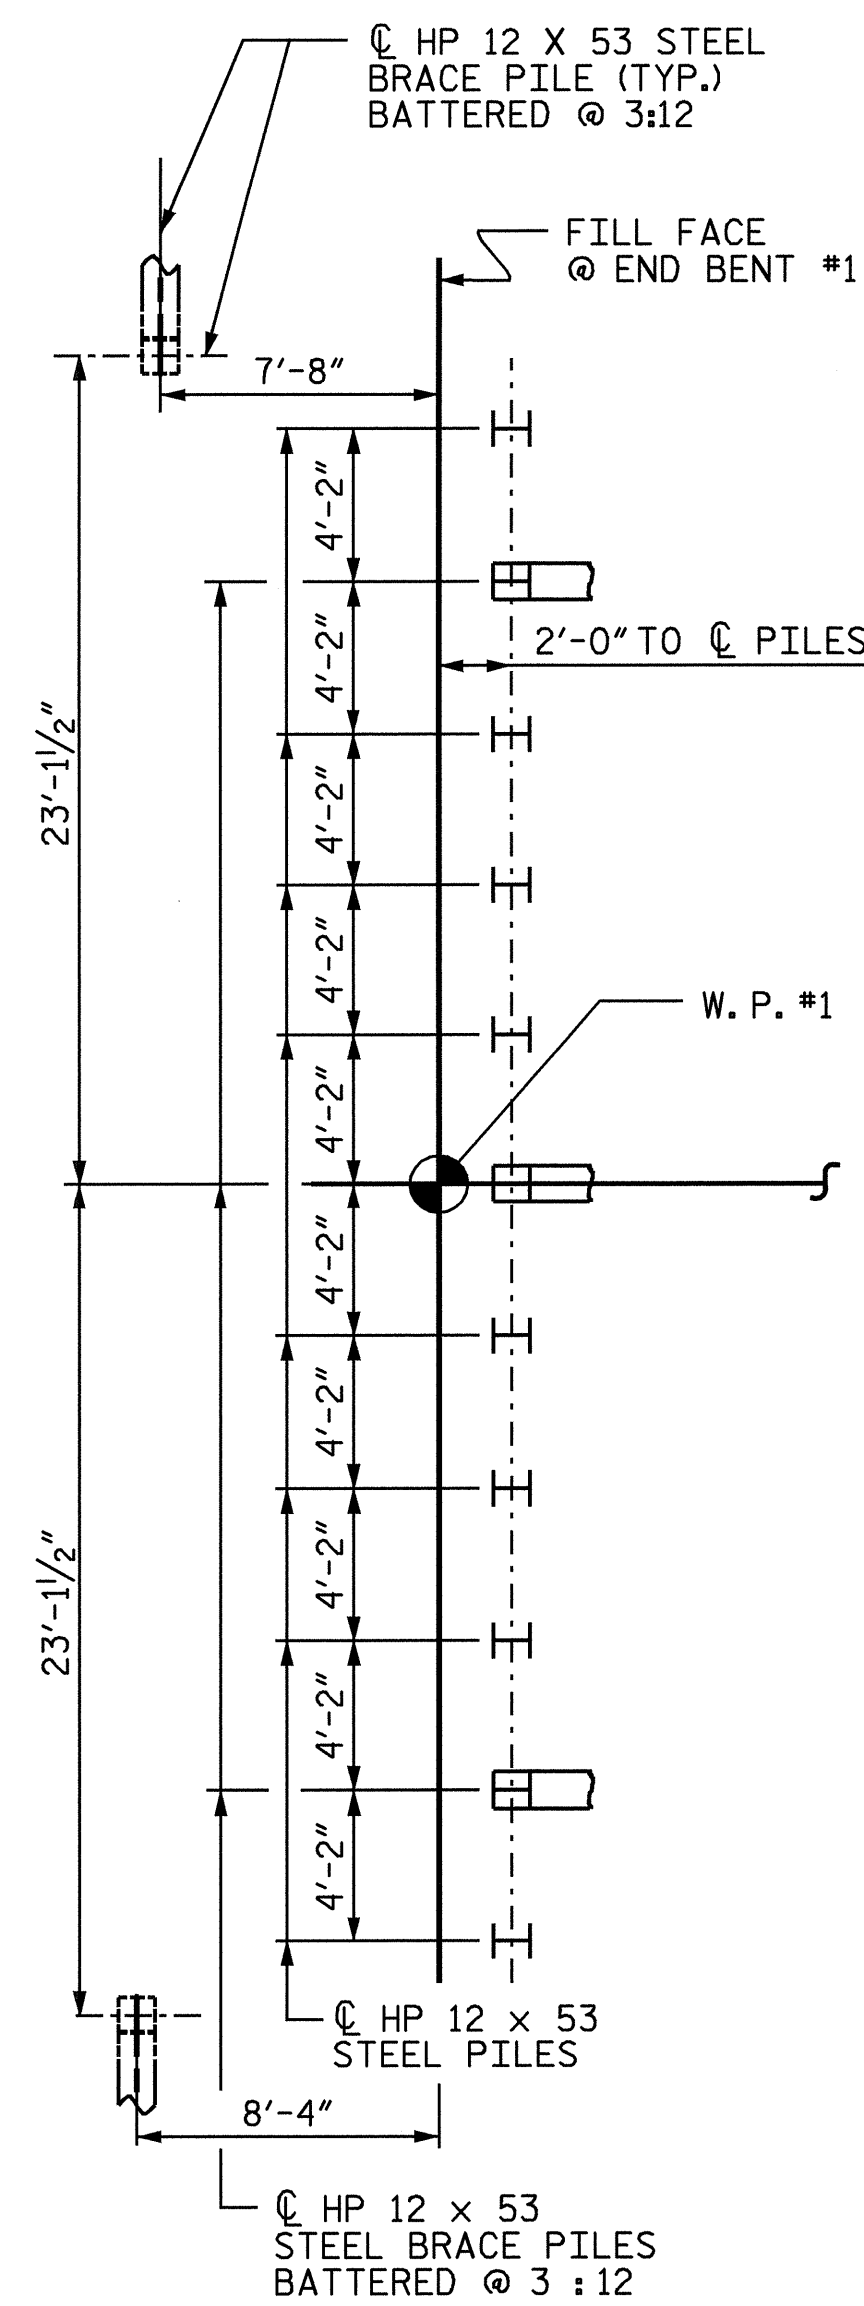 ℄ HP 12 X 53 STEEL
BRACE PILE (TYP.)
BATTERED @ 3:12
FILL FACE
@ END BENT #1
7'-8"
4'-2"
4'-2"
2'-0" TO ℄ PILES
23'-1½"
4'-2"
4'-2"
W. P. #1
4'-2"
4'-2"
4'-2"
23'-1½"
4'-2"
4'-2"
4'-2"
℄ HP 12 x 53
STEEL PILES
8'-4"
℄ HP 12 x 53
STEEL BRACE PILES
BATTERED @ 3 : 12